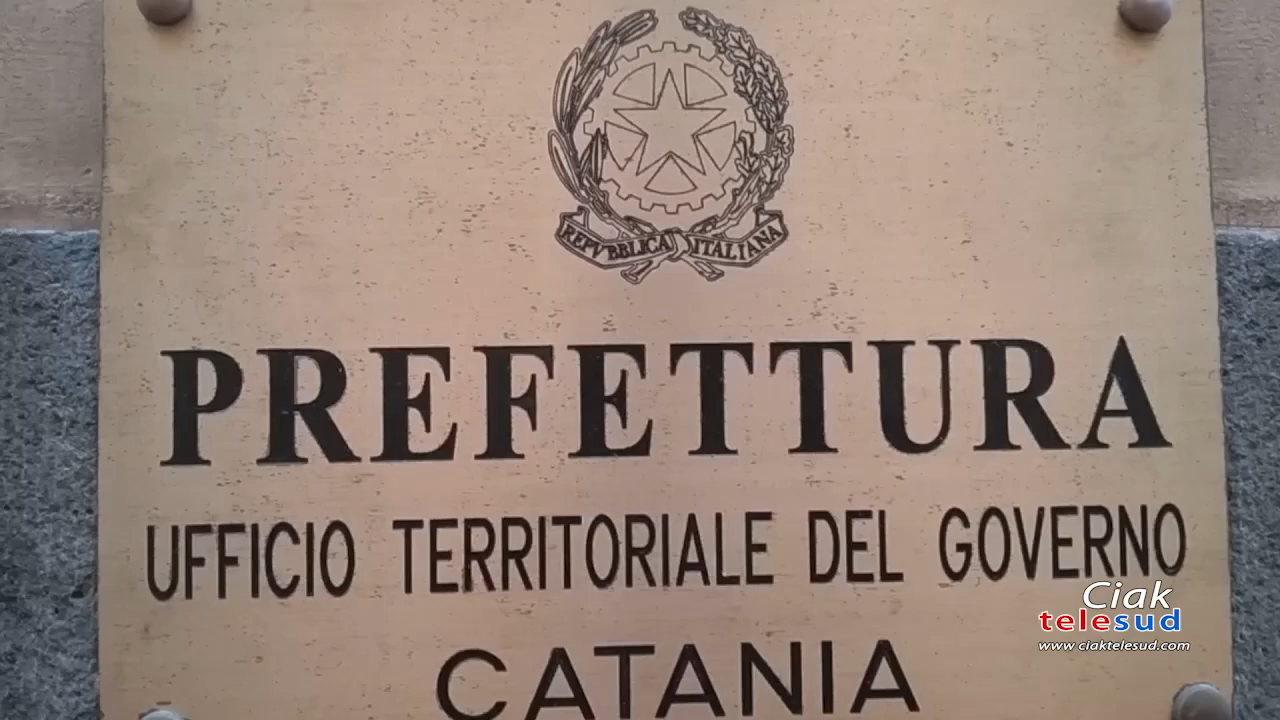 REPVBBLICA ITALIANA
PREFETTURA
UFFICIO TERRITORIALE DEL GOVERNO
CATANIA
Ciak
telesud
www.ciaktelesud.com